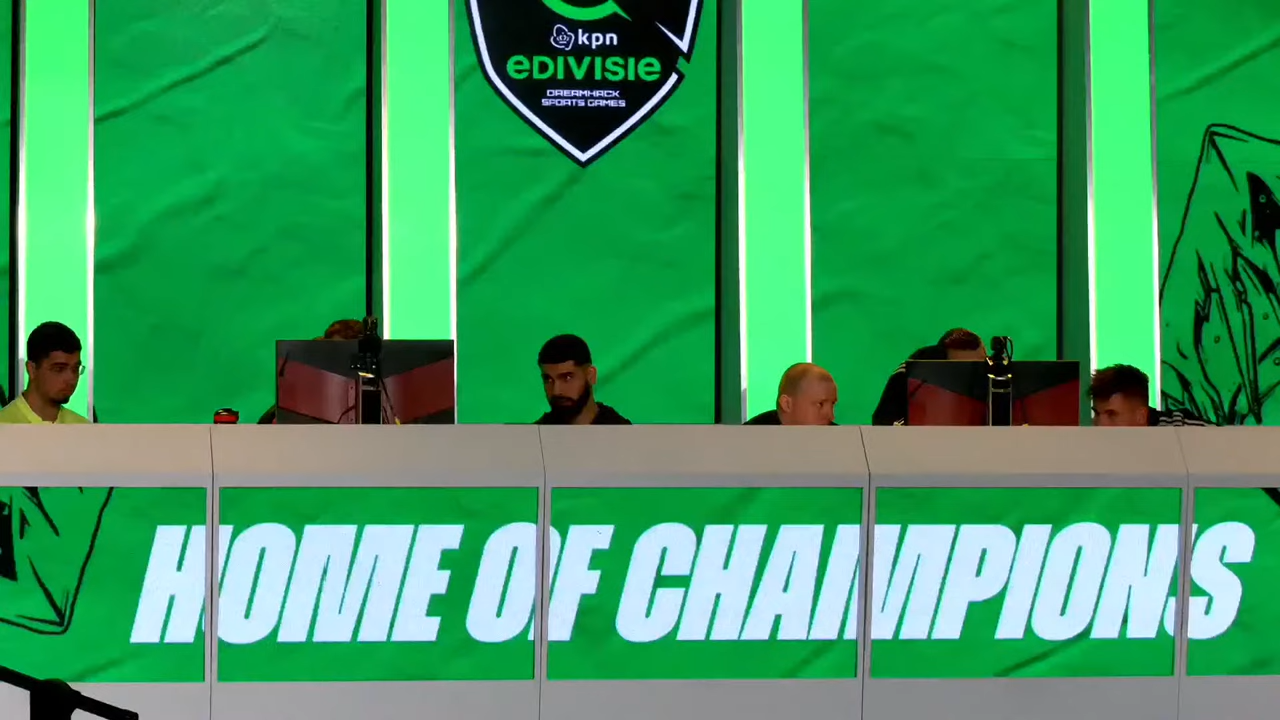 kpn
eDIVISIE
DREAMHACK
SPORTS GAMES
HOME OF CHAMPIONS